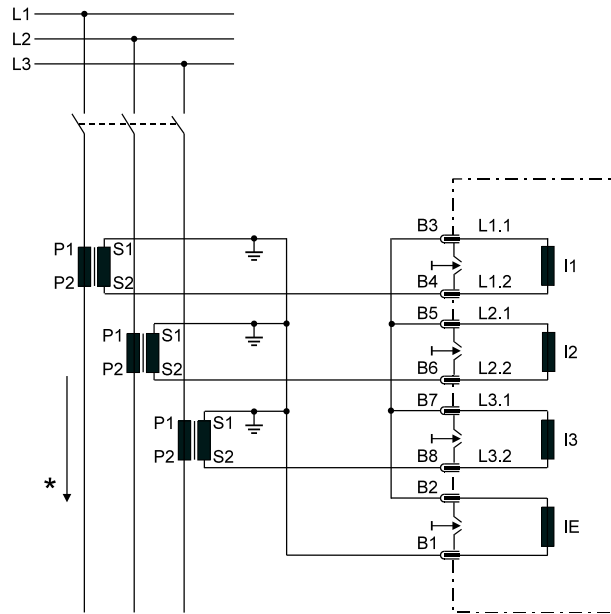 L1
L2
L3
P1 S1
P2 S2
P1 S1
P2 S2
P1 S1
P2 S2
*
B3 L1.1
I1
B4 L1.2
B5 L2.1
I2
B6 L2.2
B7 L3.1
I3
B8 L3.2
B2
IE
B1